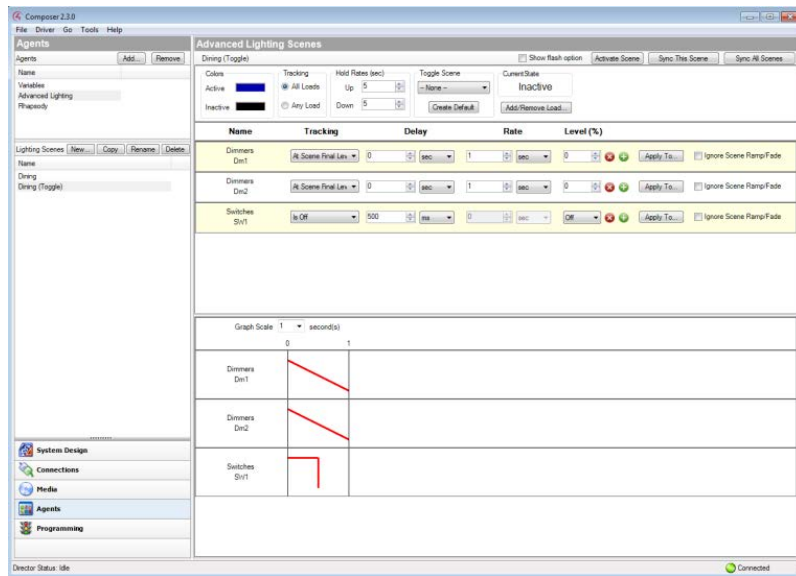 Composer 2.3.0
File Driver Go Tools Help
Agents
Agents Add... Remove
Name
Variables
Advanced Lighting
Rhapsody
Lighting Scenes New... Copy Rename Delete
Name
Dining
Dining (Toggle)
System Design
Connections
Media
Agents
Programming
Advanced Lighting Scenes
Dining (Toggle) Show flash option Activate Scene Sync This Scene Sync All Scenes
Colors Tracking Hold Rates (sec) Toggle Scene Current State
Active All Loads Up 5 -- None -- Inactive
Inactive Any Load Down 5 Create Default Add/Remove Load...
Name Tracking Delay Rate Level (%)
Dimmers
Dm1 At Scene Final Lev 0 sec 1 sec 0 Apply To... Ignore Scene Ramp/Fade
Dimmers
Dm2 At Scene Final Lev 0 sec 1 sec 0 Apply To... Ignore Scene Ramp/Fade
Switches
SW1 Is Off 500 ms 0 sec Off Apply To... Ignore Scene Ramp/Fade
Graph Scale 1 second(s)
0 1
Dimmers
Dm1
Dimmers
Dm2
Switches
SW1
Director Status: Idle Connected